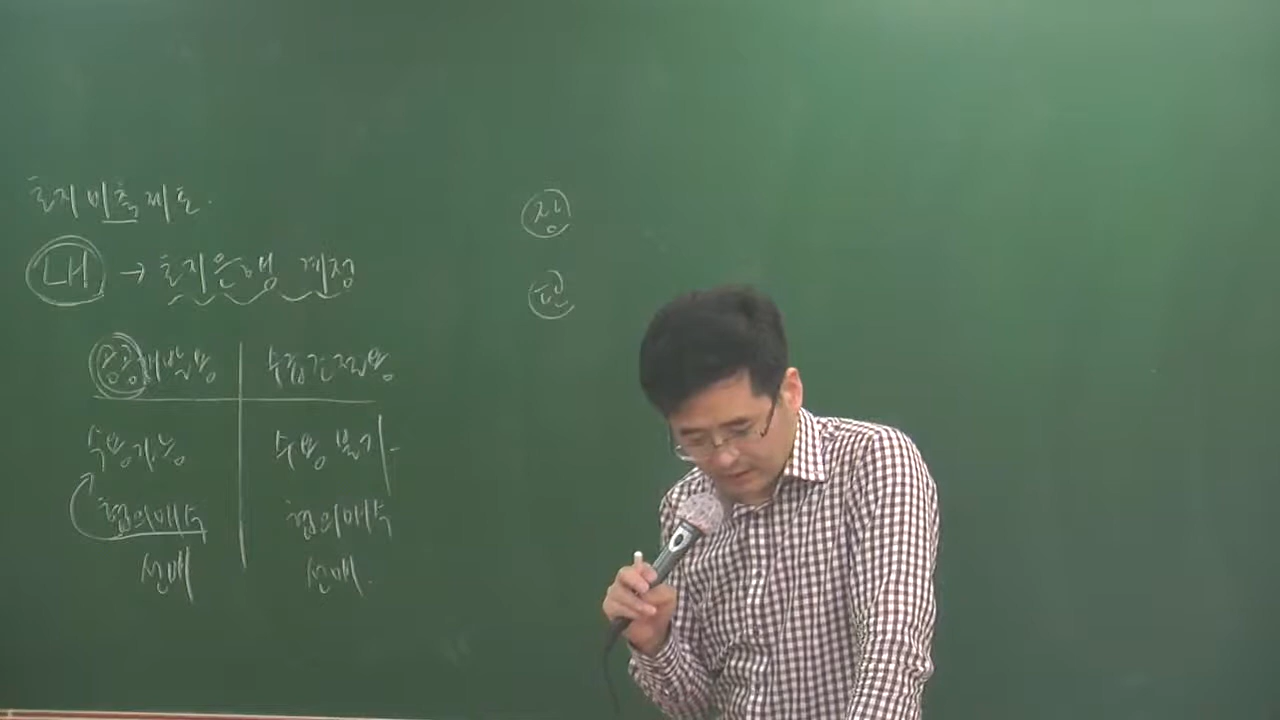 토지비축제도.
LH → 토지은행 계정
공공개발용 수급조절용
수용가능 수용불가
협의매수 협의매수
선매 선매.
장
단